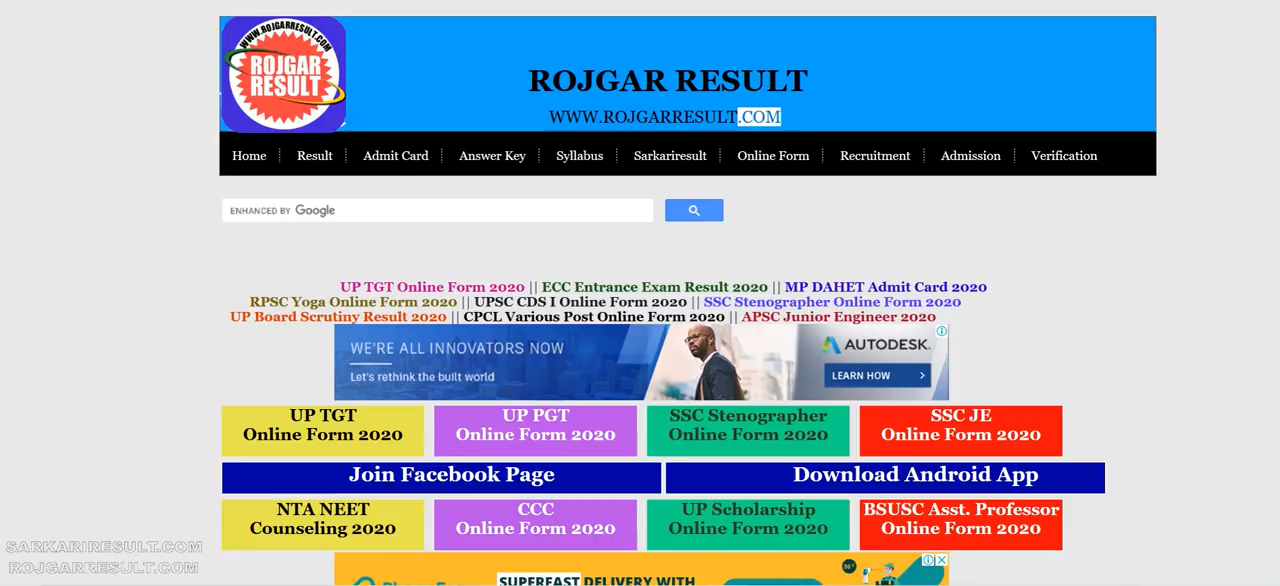 WWW.ROJGARRESULT.COM
ROJGAR
RESULT
ROJGAR RESULT
WWW.ROJGARRESULT.COM
Home Result Admit Card Answer Key Syllabus Sarkariresult Online Form Recruitment Admission Verification
ENHANCED BY Google
UP TGT Online Form 2020 || ECC Entrance Exam Result 2020 || MP DAHET Admit Card 2020
RPSC Yoga Online Form 2020 || UPSC CDS I Online Form 2020 || SSC Stenographer Online Form 2020
UP Board Scrutiny Result 2020 || CPCL Various Post Online Form 2020 || APSC Junior Engineer 2020
WE'RE ALL INNOVATORS NOW
Let's rethink the built world
AUTODESK.
LEARN HOW
UP TGT
Online Form 2020
UP PGT
Online Form 2020
SSC Stenographer
Online Form 2020
SSC JE
Online Form 2020
Join Facebook Page
Download Android App
NTA NEET
Counseling 2020
CCC
Online Form 2020
UP Scholarship
Online Form 2020
BSUSC Asst. Professor
Online Form 2020
SARKARIRESULT.COM
ROJGARRESULT.COM
SUPERFAST DELIVERY WITH